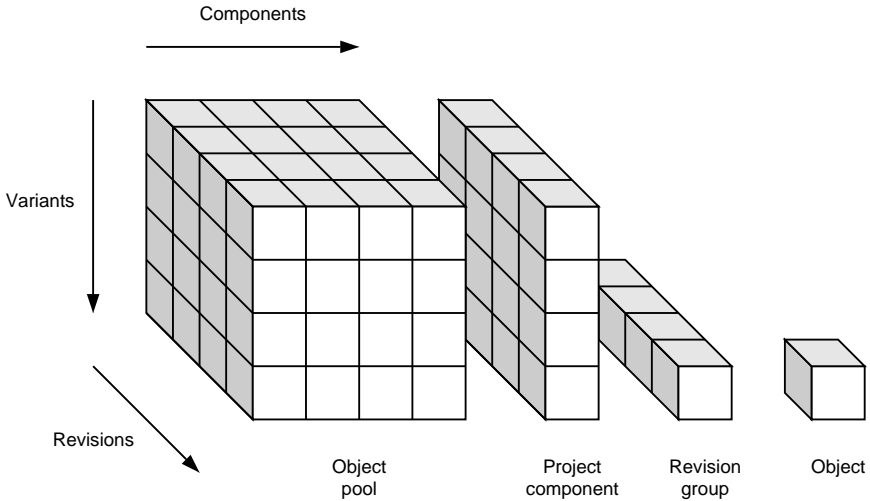 Components
Variants
Revisions
Object
pool
Project
component
Revision
group
Object